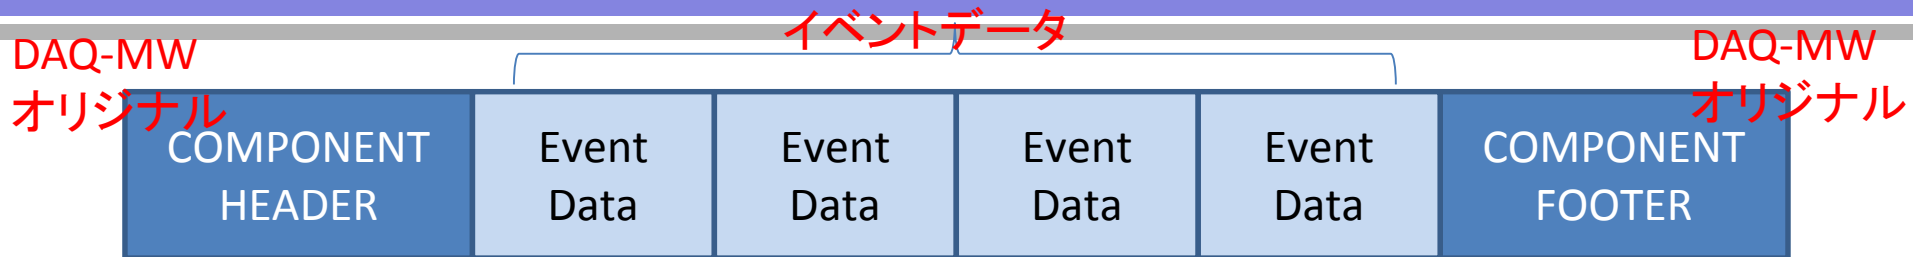 イベントデータ
DAQ-MW
オリジナル
DAQ-MW
オリジナル
COMPONENT
HEADER
Event
Data
Event
Data
Event
Data
Event
Data
COMPONENT
FOOTER